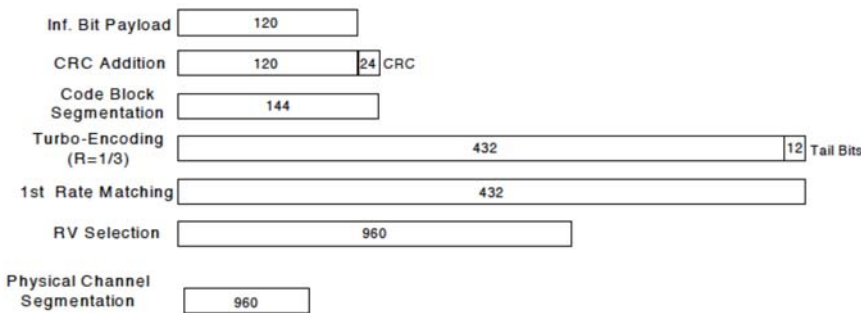 Inf. Bit Payload 120
CRC Addition 120 24 CRC
Code Block
Segmentation 144
Turbo-Encoding
(R=1/3) 432 12 Tail Bits
1st Rate Matching 432
RV Selection 960
Physical Channel
Segmentation 960